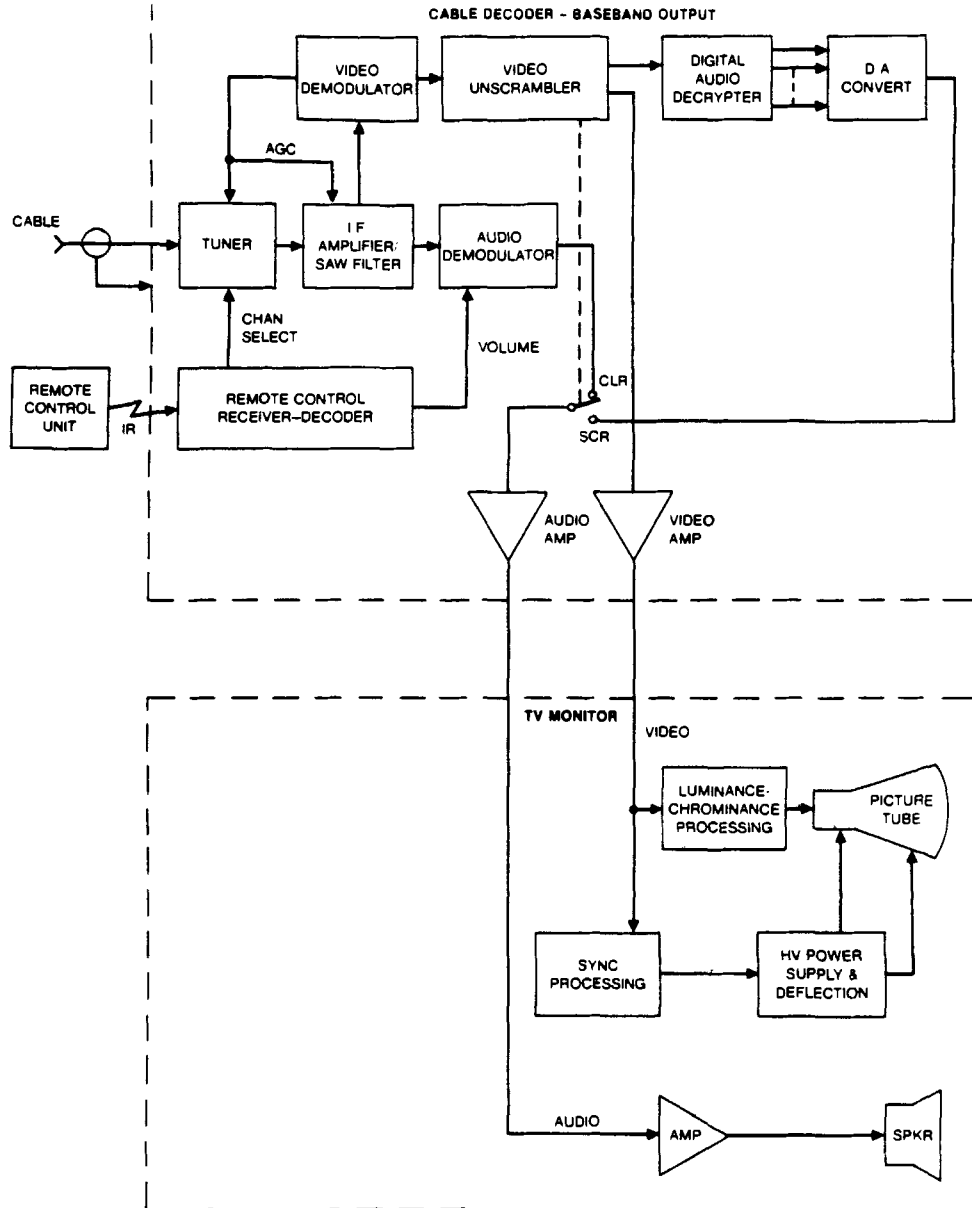 CABLE DECODER - BASEBAND OUTPUT
VIDEO
DEMODULATOR
VIDEO
UNSCRAMBLER
DIGITAL
AUDIO
DECRYPTER
D A
CONVERT
AGC
CABLE
TUNER
I F
AMPLIFIER/
SAW FILTER
AUDIO
DEMODULATOR
CHAN
SELECT
VOLUME
REMOTE
CONTROL
UNIT
IR
REMOTE CONTROL
RECEIVER-DECODER
CLR
SCR
AUDIO
AMP
VIDEO
AMP
TV MONITOR
VIDEO
LUMINANCE-
CHROMINANCE
PROCESSING
PICTURE
TUBE
SYNC
PROCESSING
HV POWER
SUPPLY &
DEFLECTION
AUDIO
AMP
SPKR